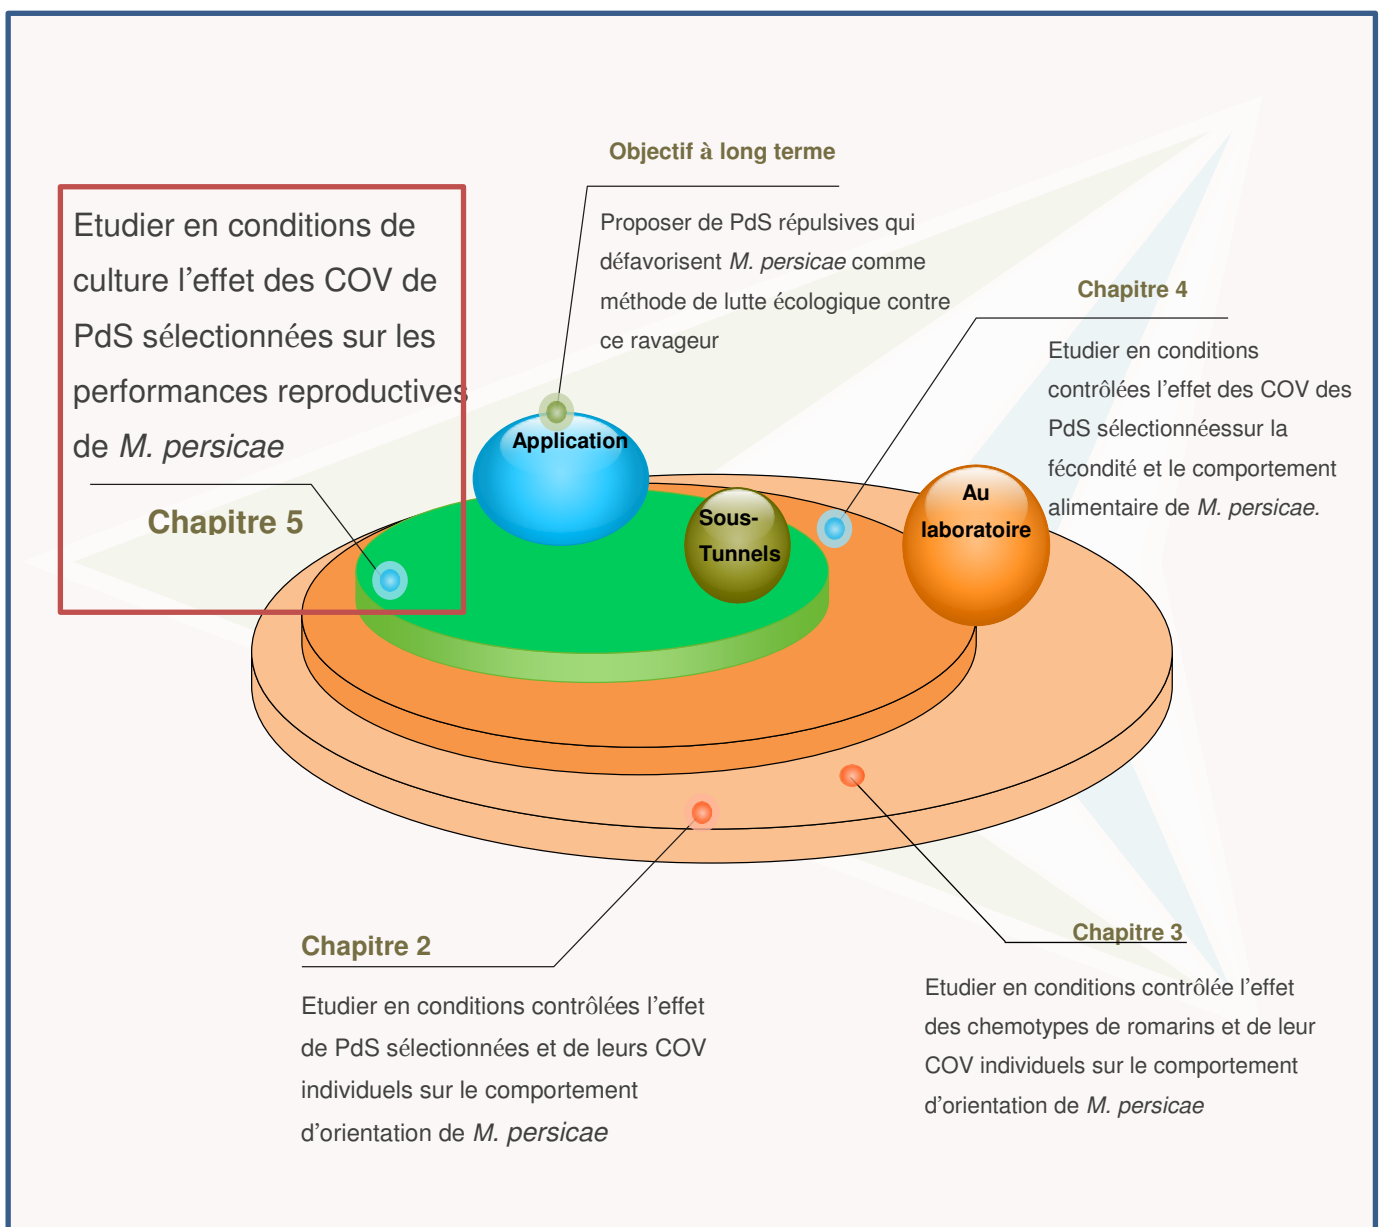 Objectif à long terme
Proposer de PdS répulsives qui
défavorisent M. persicae comme
méthode de lutte écologique contre
ce ravageur
Etudier en conditions de
culture l’effet des COV de
PdS sélectionnées sur les
performances reproductives
de M. persicae
Chapitre 5
Chapitre 4
Etudier en conditions
contrôlées l’effet des COV des
PdS sélectionnéessur la
fécondité et le comportement
alimentaire de M. persicae.
Application
Sous-
Tunnels
Au
laboratoire
Chapitre 2
Etudier en conditions contrôlées l’effet
de PdS sélectionnées et de leurs COV
individuels sur le comportement
d’orientation de M. persicae
Chapitre 3
Etudier en conditions contrôlée l’effet
des chemotypes de romarins et de leur
COV individuels sur le comportement
d’orientation de M. persicae